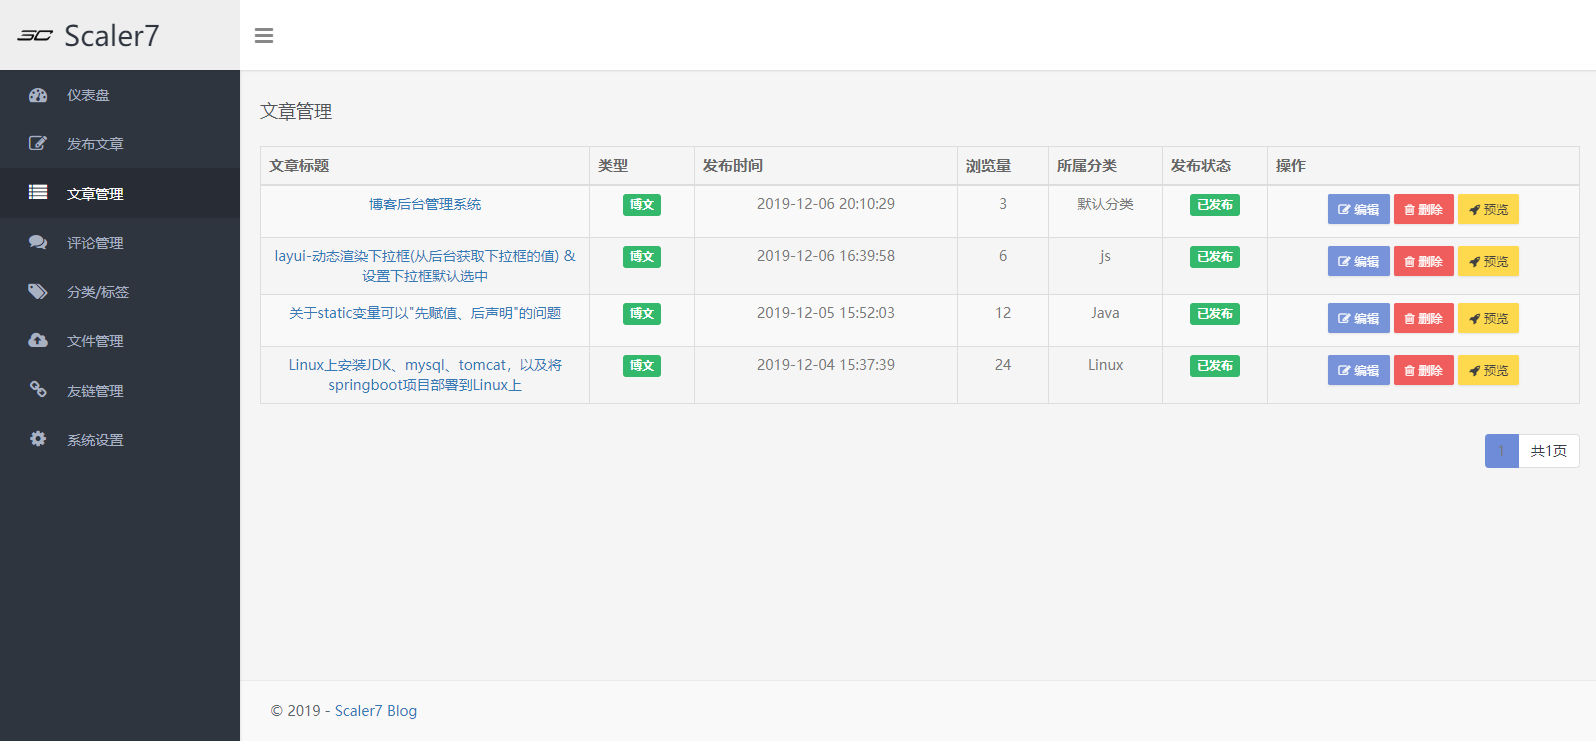 Scaler7
仪表盘
发布文章
文章管理
评论管理
分类/标签
文件管理
友链管理
系统设置
文章管理
文章标题 类型 发布时间 浏览量 所属分类 发布状态 操作
博客后台管理系统 博文 2019-12-06 20:10:29 3 默认分类 已发布 编辑 删除 预览
layui-动态渲染下拉框(从后台获取下拉框的值) & 博文 2019-12-06 16:39:58 6 js 已发布 编辑 删除 预览
设置下拉框默认选中
关于static变量可以"先赋值、后声明"的问题 博文 2019-12-05 15:52:03 12 Java 已发布 编辑 删除 预览
Linux上安装JDK、mysql、tomcat，以及将 博文 2019-12-04 15:37:39 24 Linux 已发布 编辑 删除 预览
springboot项目部署到Linux上
1 共1页
© 2019 - Scaler7 Blog